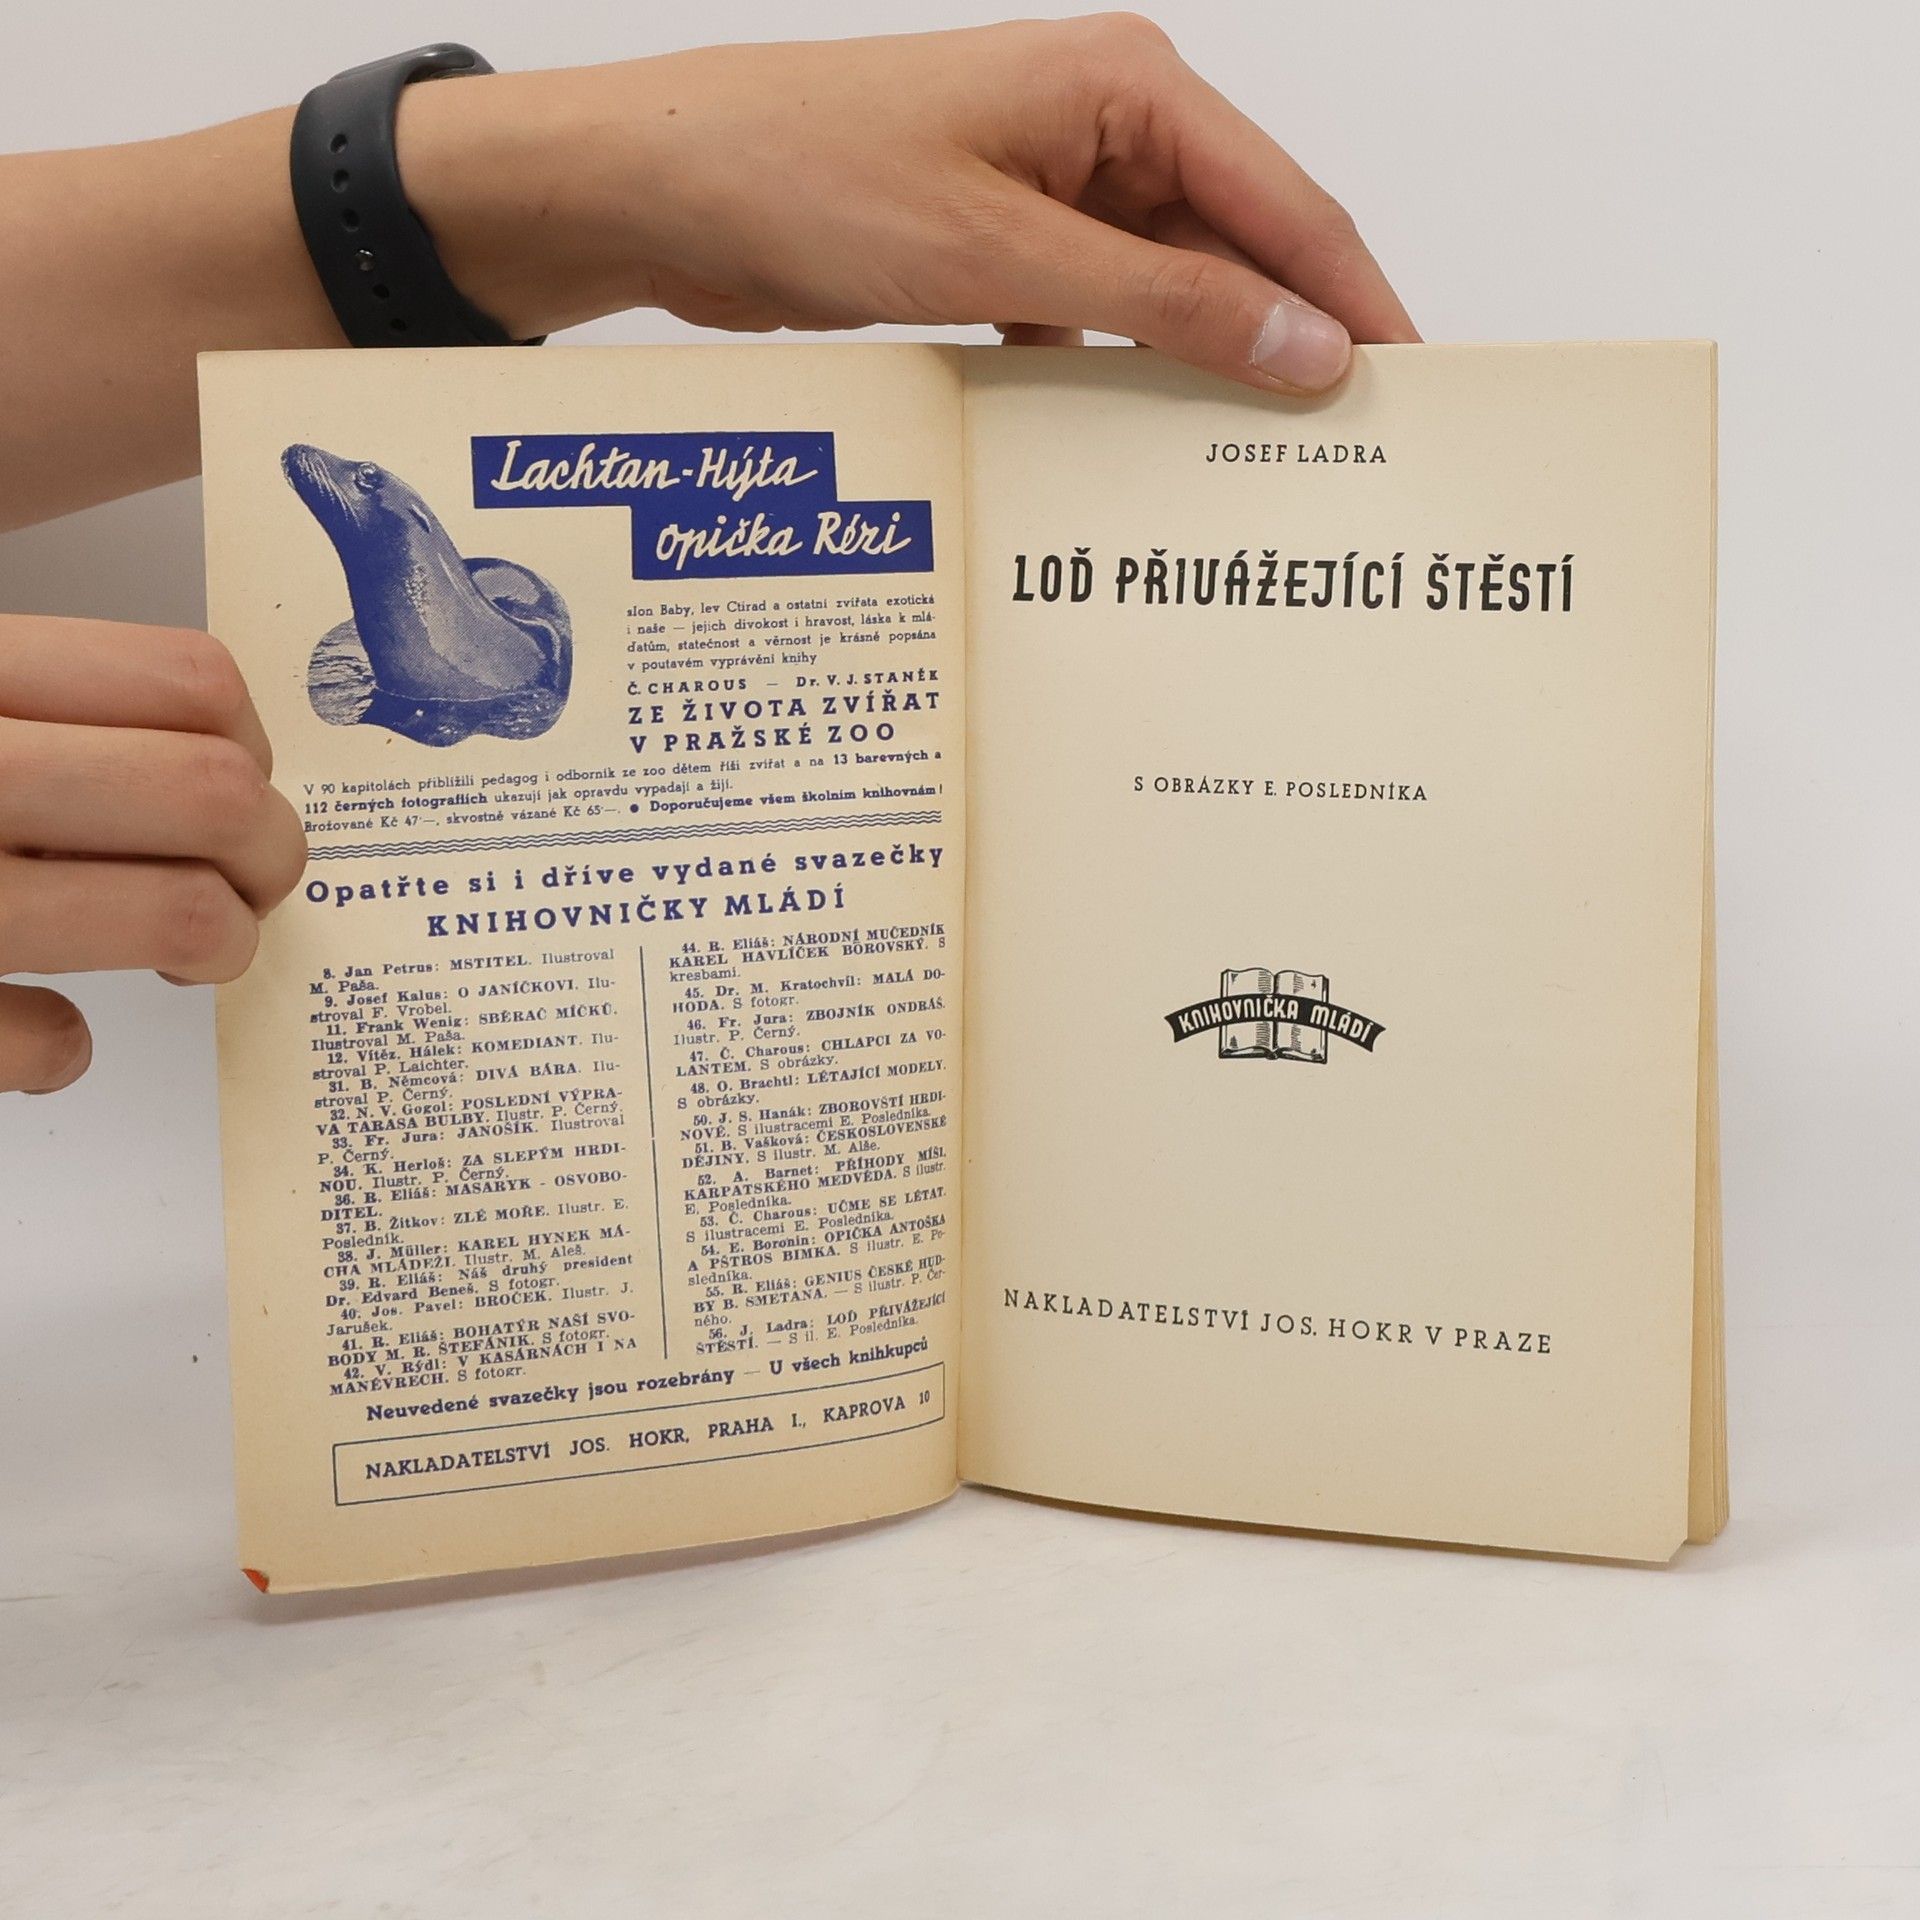 Lachtan-Hýta
opička Rézi
slon Baby, lev Ctirad a ostatní zvířata exotická
i naše — jejich divokost i hravost, láska k mlá-
ďatům, statečnost a věrnost je krásně popsána
v poutavém vyprávění knihy
Č. CHAROUS — Dr. V. J. STANĚK
ZE ŽIVOTA ZVÍŘAT
V PRAŽSKÉ ZOO
V 90 kapitolách přiblížili pedagog i odborník ze zoo dětem říši zvířat a na 13 barevných a
112 černých fotografiích ukazují jak opravdu vypadají a žijí.
Brožované Kč 47·—, skvostně vázané Kč 65·—. ● Doporučujeme všem školním knihovnám!
Opatřte si i dříve vydané svazečky
KNIHOVNIČKY MLÁDÍ
8. Jan Petrus: MSTITEL. Ilustroval
M. Paša.
9. Josef Kalus: O JANÍČKOVI. Ilu-
stroval F. Vrobel.
11. Frank Wenig: SBĚRAČ MÍČKŮ.
Ilustroval M. Paša.
12. Vítěz. Hálek: KOMEDIANT. Ilu-
stroval P. Laichter.
31. B. Němcová: DIVÁ BÁRA. Ilu-
stroval P. Černý.
32. N. V. Gogol: POSLEDNÍ VÝPRA-
VA TARASA BULBY. Ilustr. P. Černý.
33. Fr. Jura: JANOŠÍK. Ilustroval
P. Černý.
34. K. Herloš: ZA SLEPÝM HRDI-
NOU. Ilustr. P. Černý.
36. R. Eliáš: MASARYK - OSVOBO-
DITEL.
37. B. Žitkov: ZLÉ MOŘE. Ilustr. E.
Posledník.
38. J. Müller: KAREL HYNEK MÁ-
CHA MLÁDEŽI. Ilustr. M. Aleš.
39. R. Eliáš: Náš druhý president
Dr. Edvard Beneš. S fotogr.
40. Jos. Pavel: BROČEK. Ilustr. J.
Jarušek.
41. R. Eliáš: BOHATÝR NAŠÍ SVO-
BODY M. R. ŠTEFÁNIK. S fotogr.
42. V. Rýdl: V KASÁRNÁCH I NA
MANÉVRECH. S fotogr.
44. R. Eliáš: NÁRODNÍ MUČEDNÍK
KAREL HAVLÍČEK BOROVSKÝ. S
kresbami.
45. Dr. M. Kratochvíl: MALÁ DO-
HODA. S fotogr.
46. Fr. Jura: ZBOJNÍK ONDRÁŠ.
Ilustr. P. Černý.
47. Č. Charous: CHLAPCI ZA VO-
LANTEM. S obrázky.
48. O. Brachtl: LÉTAJÍCÍ MODELY.
S obrázky.
50. J. S. Hanák: ZBOROVŠTÍ HRDI-
NOVÉ. S ilustracemi E. Posledníka.
51. B. Vašková: ČESKOSLOVENSKÉ
DĚJINY. S ilustr. M. Alše.
52. A. Barnet: PŘÍHODY MÍŠI,
KARPATSKÉHO MEDVĚDA. S ilustr.
E. Posledníka.
53. Č. Charous: UČME SE LÉTAT.
S ilustracemi E. Posledníka.
54. E. Boronin: OPIČKA ANTOŠKA
A PŠTROS BIMKA. S ilustr. E. Po-
sledníka.
55. R. Eliáš: GENIUS ČESKÉ HUD-
BY B. SMETANA. — S ilustr. P. Čer-
ného.
56. J. Ladra: LOĎ PŘIVÁŽEJÍCÍ
ŠTĚSTÍ. — S il. E. Posledníka.
Neuvedené svazečky jsou rozebrány — U všech knihkupců
NAKLADATELSTVÍ JOS. HOKR, PRAHA I., KAPROVA 10
JOSEF LADRA
LOĎ PŘIVÁŽEJÍCÍ ŠTĚSTÍ
S OBRÁZKY E. POSLEDNÍKA
KNIHOVNIČKA MLÁDÍ
NAKLADATELSTVÍ JOS. HOKR V PRAZE